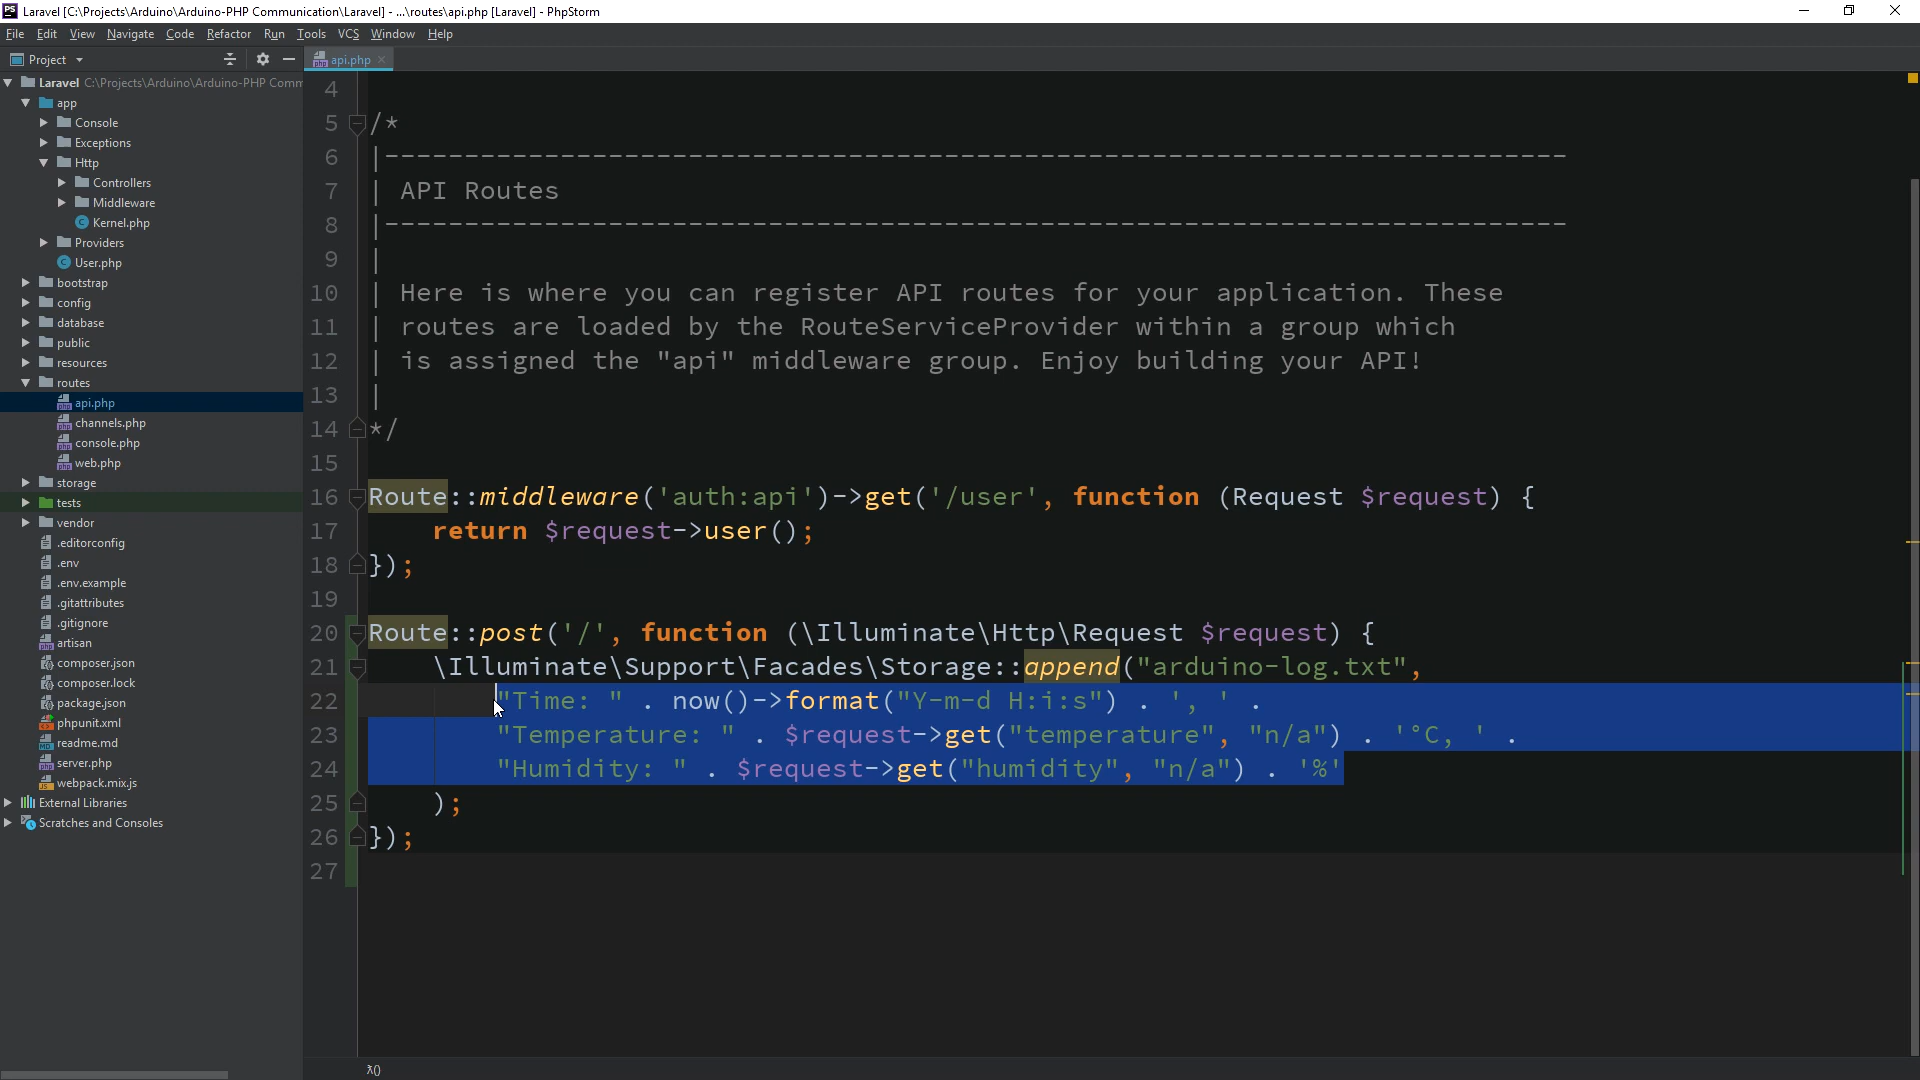 Laravel [C:\Projects\Arduino\Arduino-PHP Communication\Laravel] - ...\routes\api.php [Laravel] - PhpStorm
File Edit View Navigate Code Refactor Run Tools VCS Window Help
Project
api.php
Laravel C:\Projects\Arduino\Arduino-PHP Comm
app
Console
Exceptions
Http
Controllers
Middleware
Kernel.php
Providers
User.php
bootstrap
config
database
public
resources
routes
api.php
channels.php
console.php
web.php
storage
tests
vendor
.editorconfig
.env
.env.example
.gitattributes
.gitignore
artisan
composer.json
composer.lock
package.json
phpunit.xml
readme.md
server.php
webpack.mix.js
External Libraries
Scratches and Consoles
4
5 /*
6 |--------------------------------------------------------------------------
7 | API Routes
8 |--------------------------------------------------------------------------
9 |
10 | Here is where you can register API routes for your application. These
11 | routes are loaded by the RouteServiceProvider within a group which
12 | is assigned the "api" middleware group. Enjoy building your API!
13 |
14 */
15
16 Route::middleware('auth:api')->get('/user', function (Request $request) {
17 return $request->user();
18 });
19
20 Route::post('/', function (\Illuminate\Http\Request $request) {
21 \Illuminate\Support\Facades\Storage::append("arduino-log.txt",
22 "Time: " . now()->format("Y-m-d H:i:s") . ', ' .
23 "Temperature: " . $request->get("temperature", "n/a") . '°C, ' .
24 "Humidity: " . $request->get("humidity", "n/a") . '%'
25 );
26 });
27
λ()